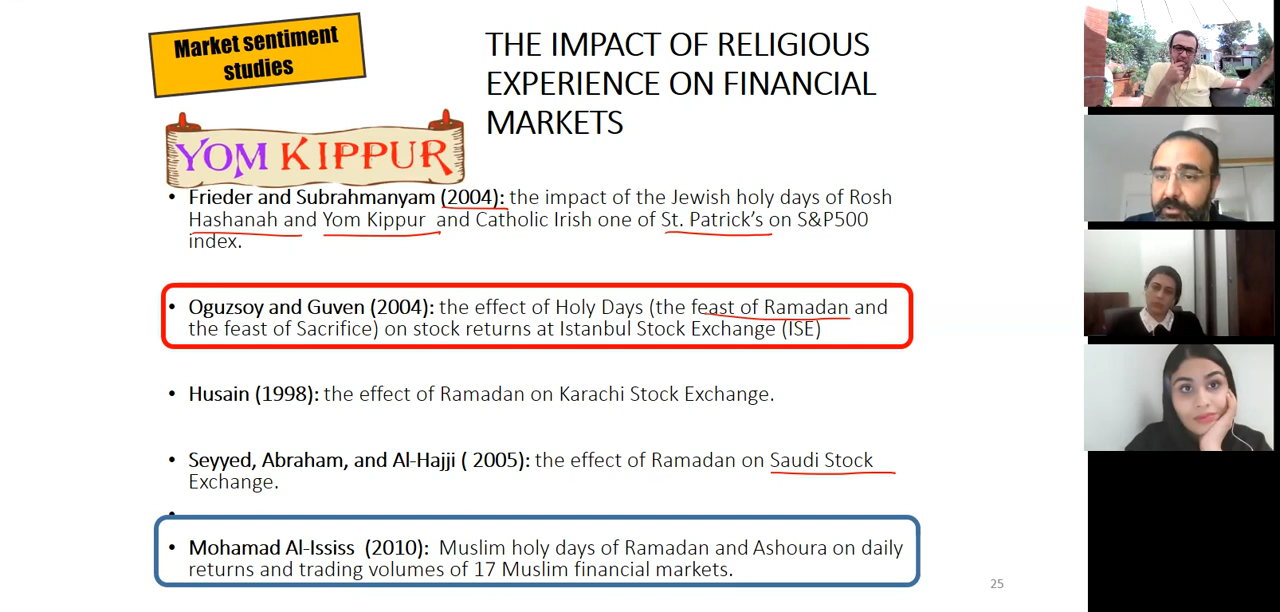 Market sentiment
studies
THE IMPACT OF RELIGIOUS
EXPERIENCE ON FINANCIAL
MARKETS
YOM KIPPUR
• Frieder and Subrahmanyam (2004): the impact of the Jewish holy days of Rosh
Hashanah and Yom Kippur and Catholic Irish one of St. Patrick's on S&P500
index.
• Oguzsoy and Guven (2004): the effect of Holy Days (the feast of Ramadan and
the feast of Sacrifice) on stock returns at Istanbul Stock Exchange (ISE)
• Husain (1998): the effect of Ramadan on Karachi Stock Exchange.
• Seyyed, Abraham, and Al-Hajji ( 2005): the effect of Ramadan on Saudi Stock
Exchange.
•
• Mohamad Al-Ississ (2010): Muslim holy days of Ramadan and Ashoura on daily
returns and trading volumes of 17 Muslim financial markets.
25